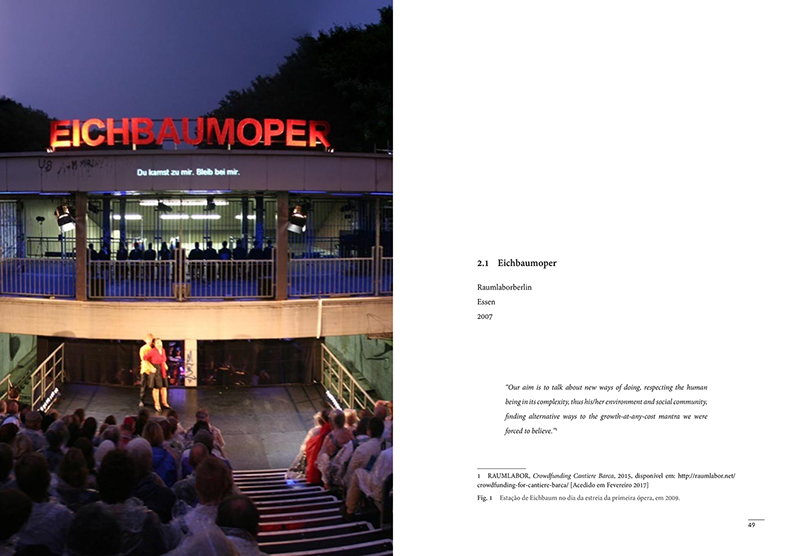 EICHBAUMOPER
Du kamst zu mir. Bleib bei mir.
2.1 Eichbaumoper
Raumlaborberlin
Essen
2007
"Our aim is to talk about new ways of doing, respecting the human
being in its complexity, thus his/her environment and social community,
finding alternative ways to the growth-at-any-cost mantra we were
forced to believe."¹
1 RAUMLABOR, Crowdfunding Cantiere Barca, 2015, disponível em: http://raumlabor.net/
crowdfunding-for-cantiere-barca/ [Acedido em Fevereiro 2017]
Fig. 1 Estação de Eichbaum no dia da estreia da primeira ópera, em 2009.
49